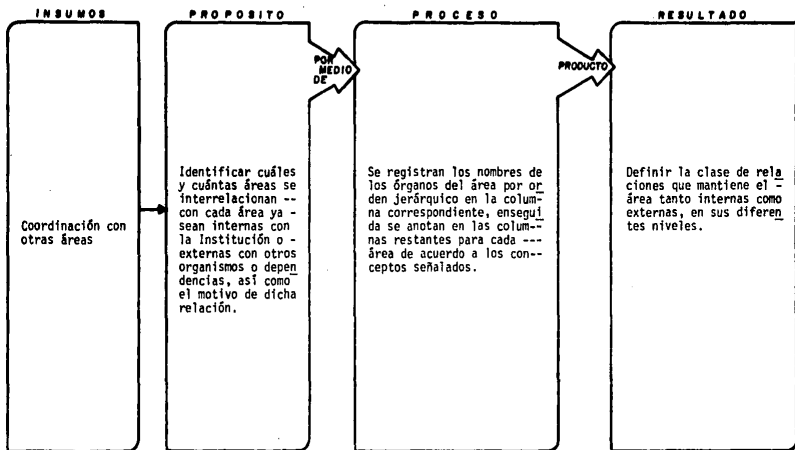 INSUMOS
PROPOSITO
PROCESO
RESULTADO
Coordinación con
otras áreas
Identificar cuáles
y cuántas áreas se
interrelacionan --
con cada área ya -
sean internas con
la Institución o -
externas con otros
organismos o depen
dencias, así como
el motivo de dicha
relación.
POR
MEDIO
DE
Se registran los nombres de
los órganos del área por or
den jerárquico en la colum-
na correspondiente, ensegui
da se anotan en las colum--
nas restantes para cada ---
área de acuerdo a los con--
ceptos señalados.
PRODUCTO
Definir la clase de rela
ciones que mantiene el -
área tanto internas como
externas, en sus diferen
tes niveles.